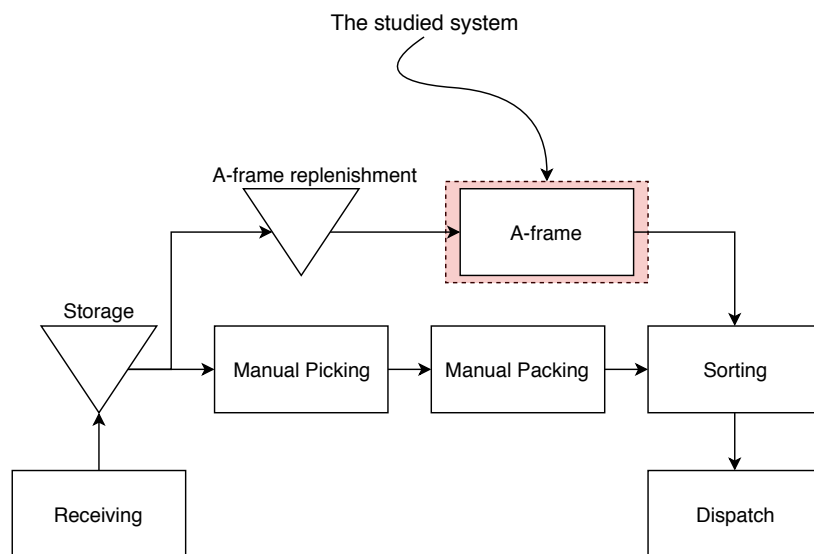 The studied system
A-frame replenishment
A-frame
Storage
Manual Picking
Manual Packing
Sorting
Receiving
Dispatch